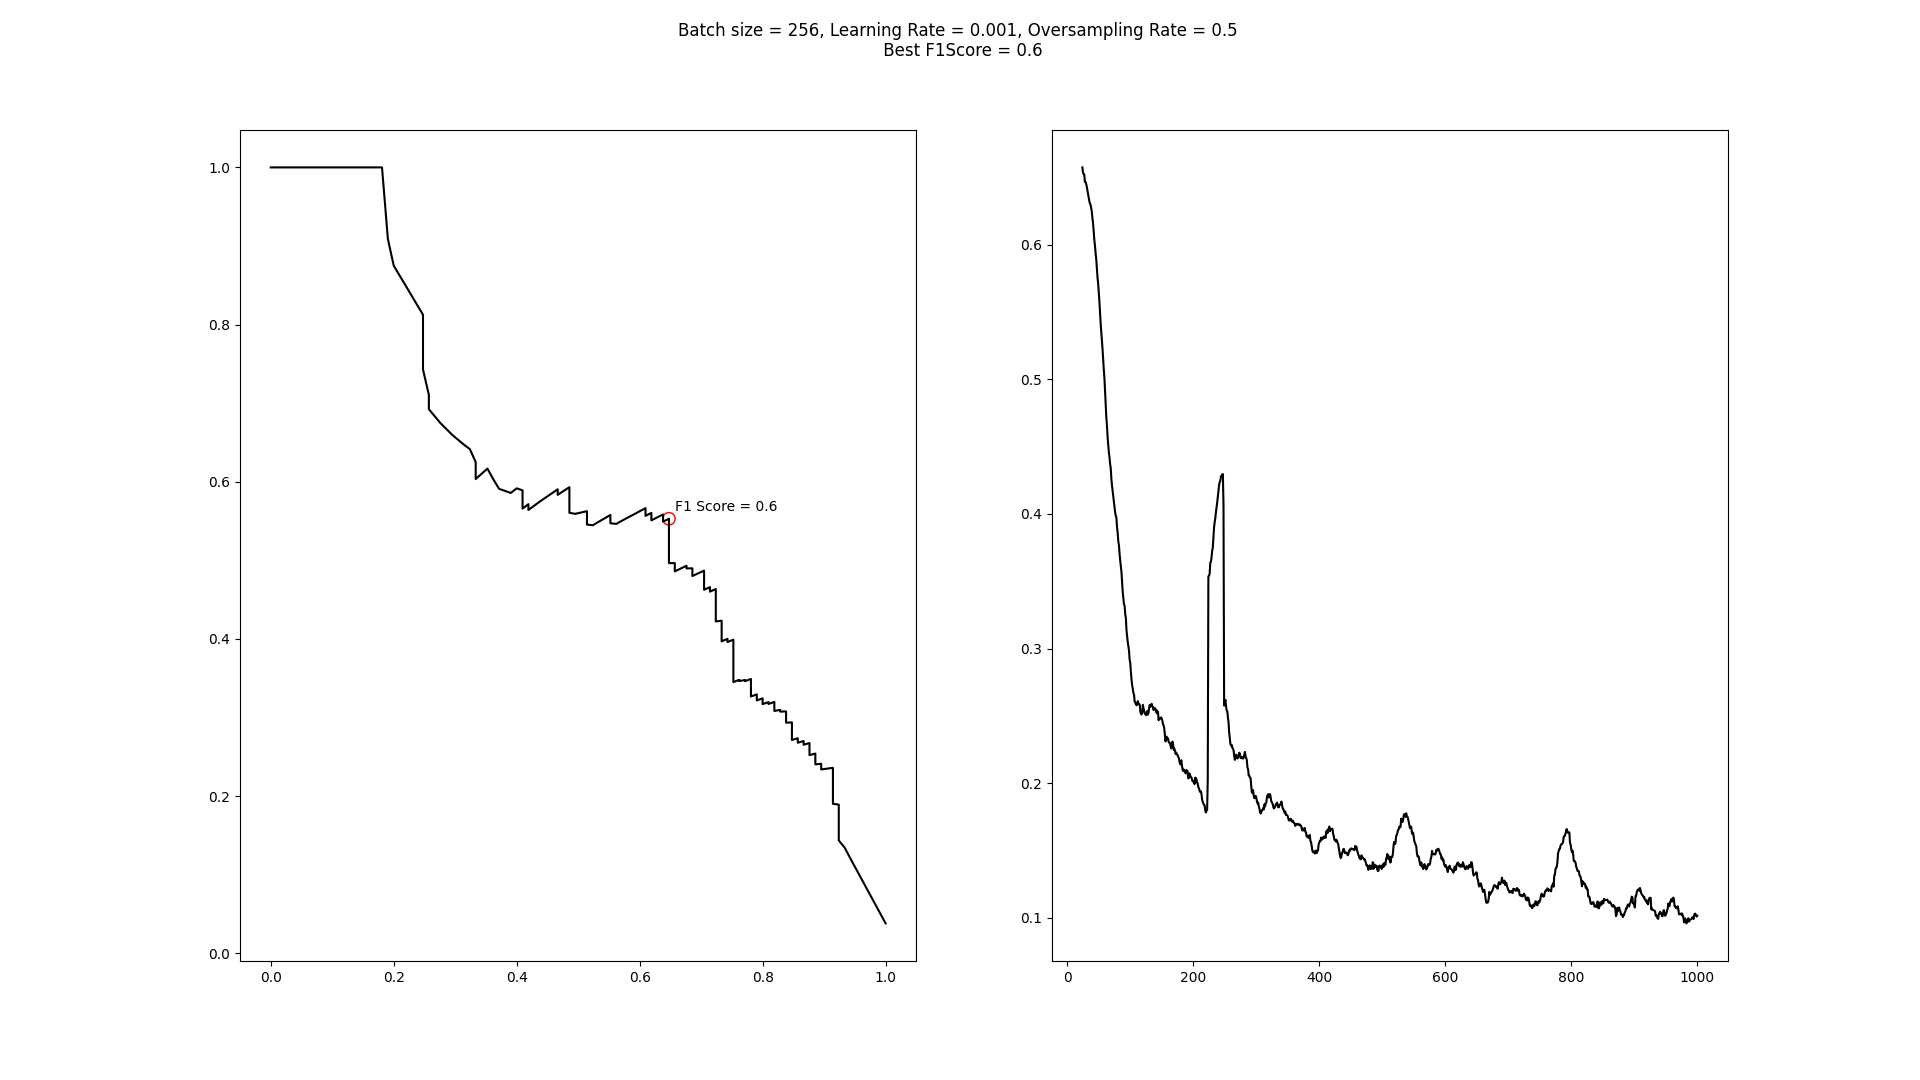 Batch size = 256, Learning Rate = 0.001, Oversampling Rate = 0.5
Best F1Score = 0.6
1.0
0.8
0.6
0.4
0.2
0.0
F1 Score = 0.6
0.0 0.2 0.4 0.6 0.8 1.0
0.6
0.5
0.4
0.3
0.2
0.1
0 200 400 600 800 1000